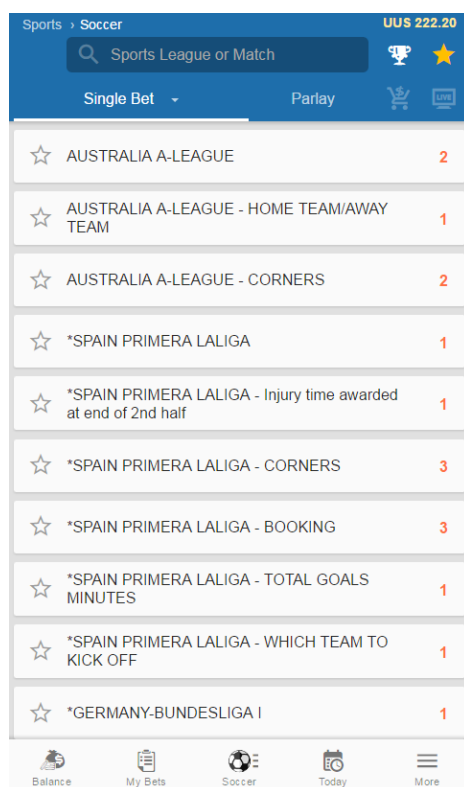 Sports › Soccer
UUS 222.20
Sports League or Match
Single Bet
Parlay
LIVE
AUSTRALIA A-LEAGUE
2
AUSTRALIA A-LEAGUE - HOME TEAM/AWAY
TEAM
1
AUSTRALIA A-LEAGUE - CORNERS
2
*SPAIN PRIMERA LALIGA
1
*SPAIN PRIMERA LALIGA - Injury time awarded
at end of 2nd half
1
*SPAIN PRIMERA LALIGA - CORNERS
3
*SPAIN PRIMERA LALIGA - BOOKING
3
*SPAIN PRIMERA LALIGA - TOTAL GOALS
MINUTES
1
*SPAIN PRIMERA LALIGA - WHICH TEAM TO
KICK OFF
1
*GERMANY-BUNDESLIGA I
1
Balance
My Bets
Soccer
Today
More